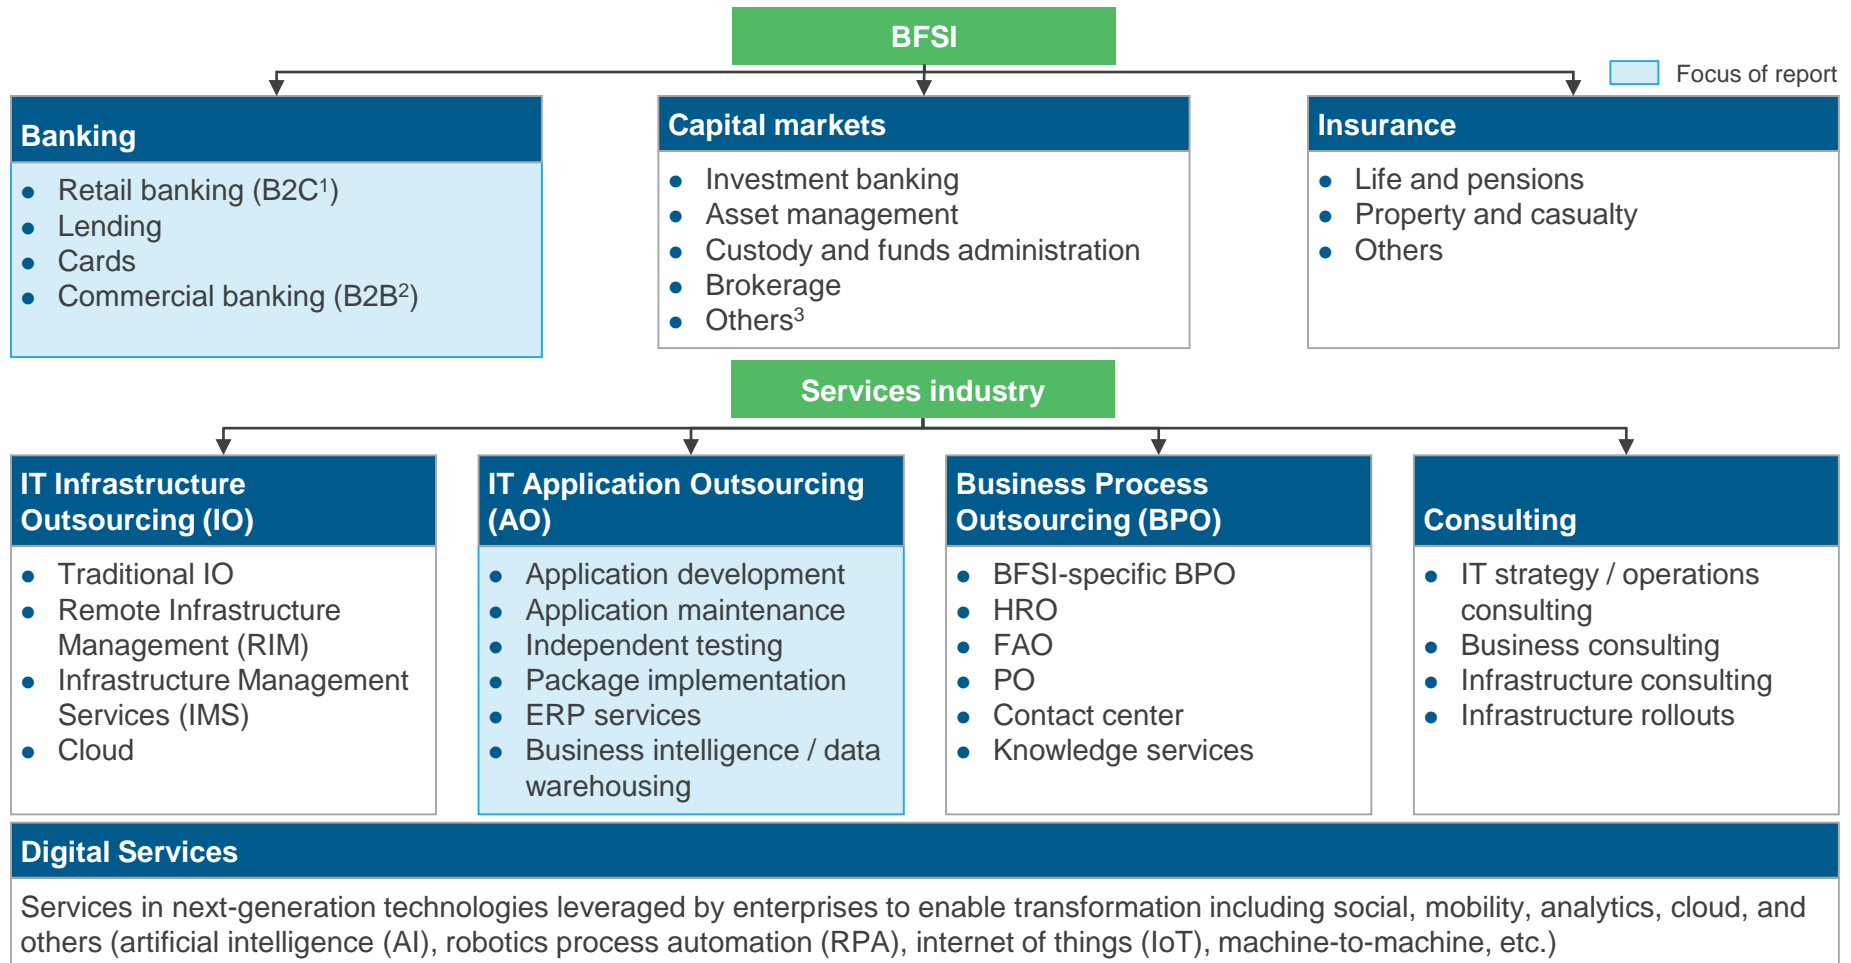 BFSI
Focus of report
Banking
Retail banking (B2C¹)
Lending
Cards
Commercial banking (B2B²)
Capital markets
Investment banking
Asset management
Custody and funds administration
Brokerage
Others³
Insurance
Life and pensions
Property and casualty
Others
Services industry
IT Infrastructure
Outsourcing (IO)
Traditional IO
Remote Infrastructure
Management (RIM)
Infrastructure Management
Services (IMS)
Cloud
IT Application Outsourcing
(AO)
Application development
Application maintenance
Independent testing
Package implementation
ERP services
Business intelligence / data
warehousing
Business Process
Outsourcing (BPO)
BFSI-specific BPO
HRO
FAO
PO
Contact center
Knowledge services
Consulting
IT strategy / operations
consulting
Business consulting
Infrastructure consulting
Infrastructure rollouts
Digital Services
Services in next-generation technologies leveraged by enterprises to enable transformation including social, mobility, analytics, cloud, and
others (artificial intelligence (AI), robotics process automation (RPA), internet of things (IoT), machine-to-machine, etc.)